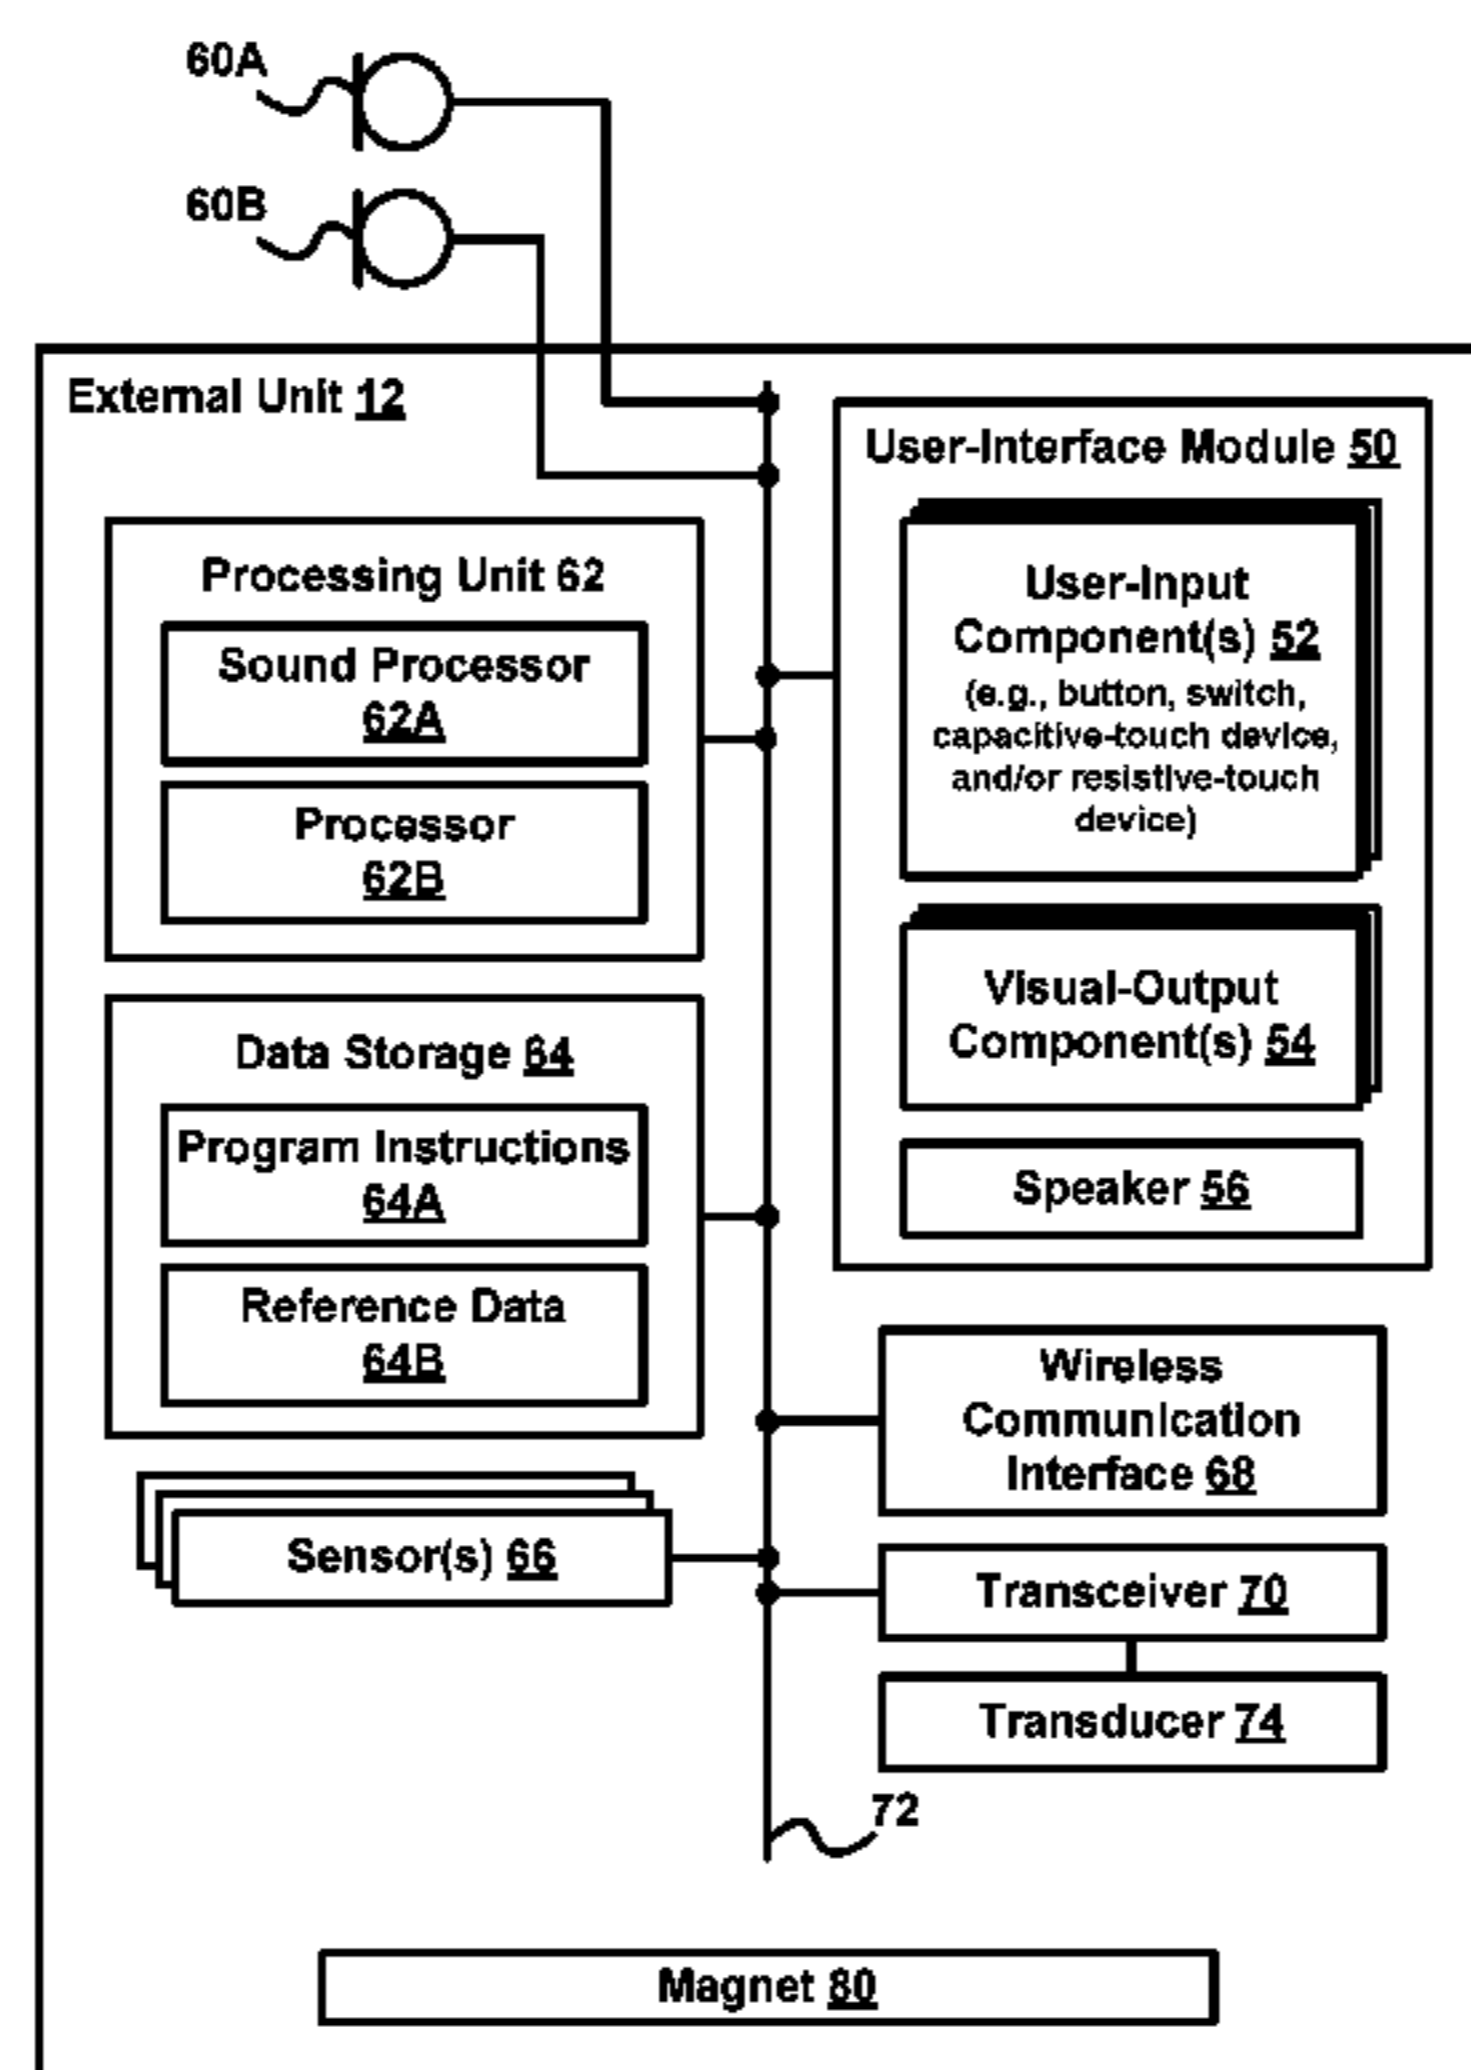 60A
60B
External Unit 12
User-Interface Module 50
User-Input
Component(s) 52
(e.g., button, switch,
capacitive-touch device,
and/or resistive-touch
device)
Visual-Output
Component(s) 54
Speaker 56
Processing Unit 62
Sound Processor
62A
Processor
62B
Data Storage 64
Program Instructions
64A
Reference Data
64B
Sensor(s) 66
Wireless
Communication
Interface 68
Transceiver 70
Transducer 74
72
Magnet 80